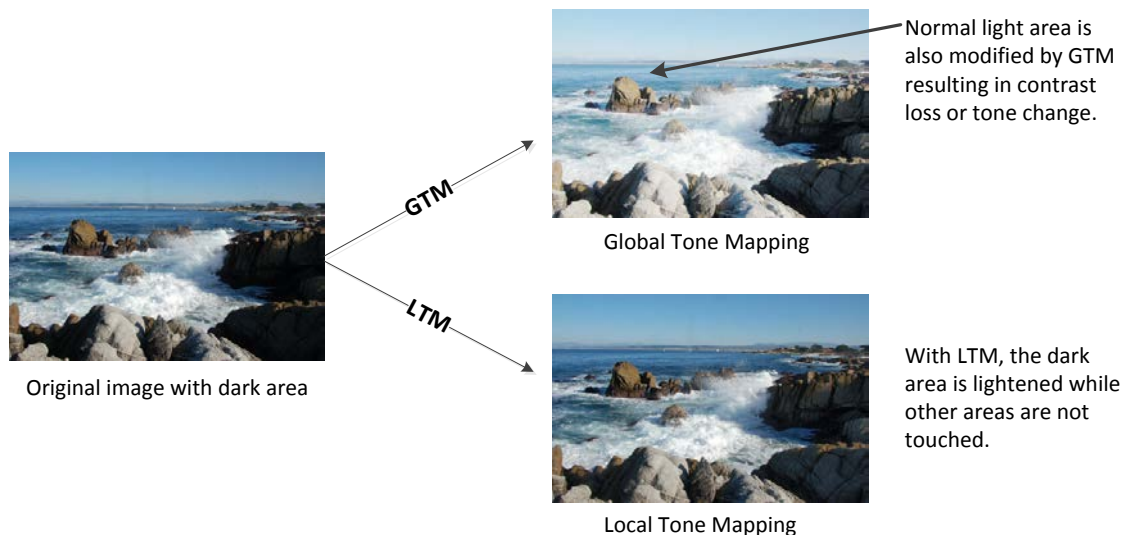 Normal light area is
also modified by GTM
resulting in contrast
loss or tone change.
GTM
Global Tone Mapping
Original image with dark area
LTM
With LTM, the dark
area is lightened while
other areas are not
touched.
Local Tone Mapping